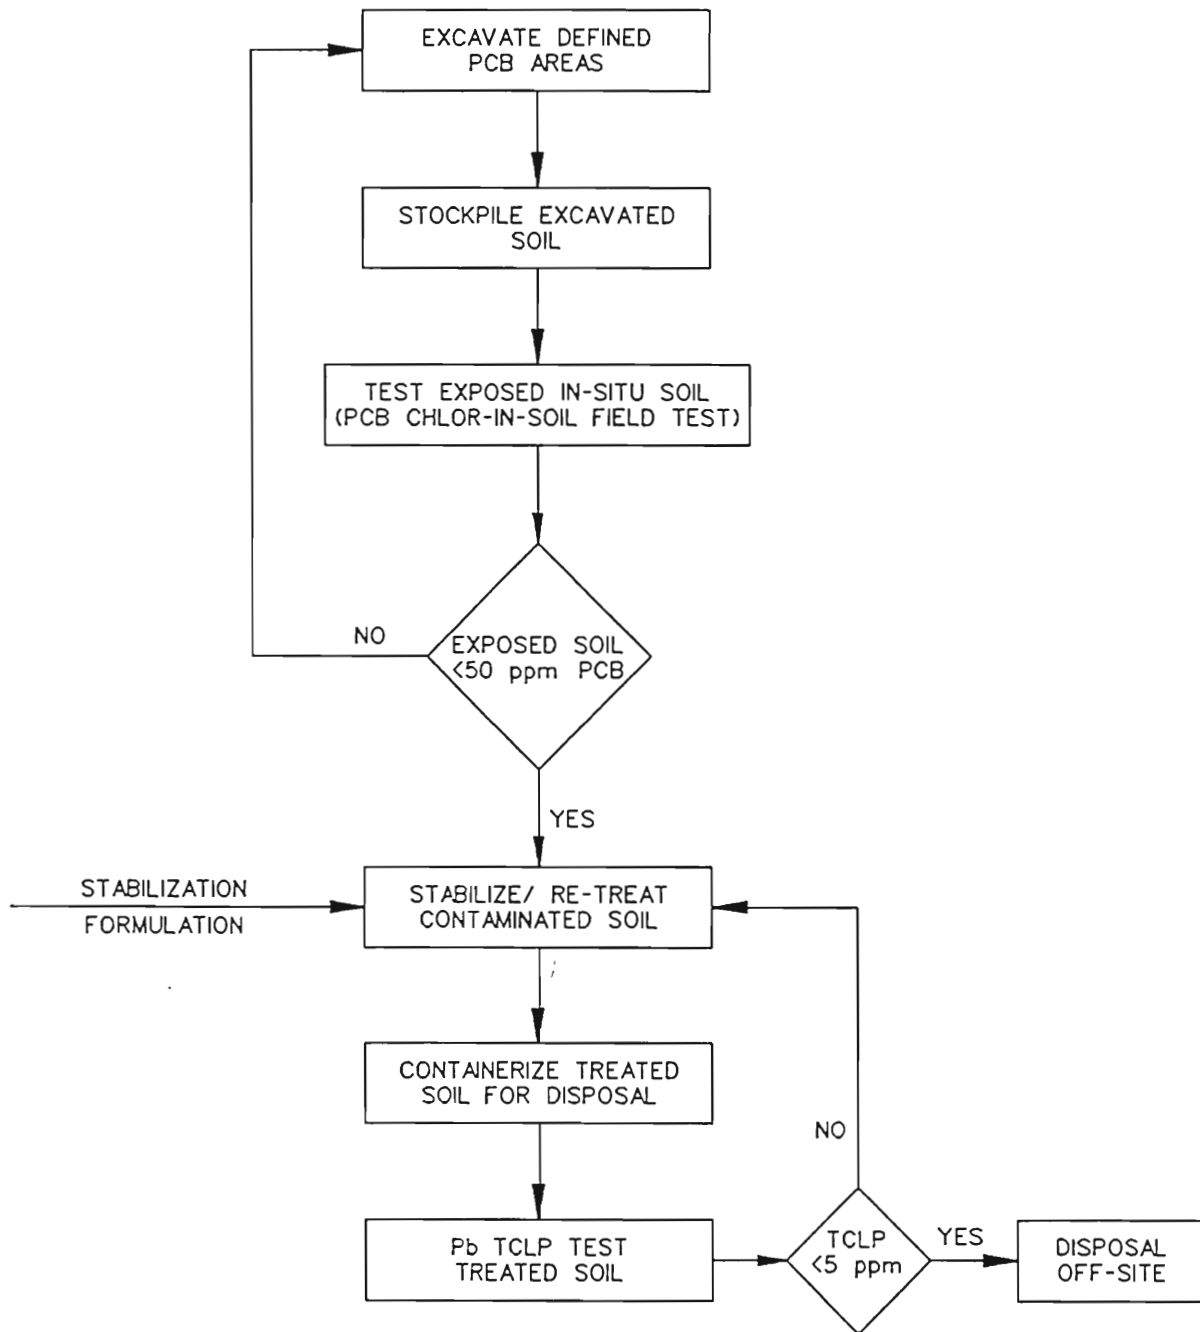 EXCAVATE DEFINED
PCB AREAS
STOCKPILE EXCAVATED
SOIL
TEST EXPOSED IN-SITU SOIL
(PCB CHLOR-IN-SOIL FIELD TEST)
NO
EXPOSED SOIL
<50 ppm PCB
YES
STABILIZATION
FORMULATION
STABILIZE/ RE-TREAT
CONTAMINATED SOIL
CONTAINERIZE TREATED
SOIL FOR DISPOSAL
NO
Pb TCLP TEST
TREATED SOIL
TCLP
<5 ppm
YES
DISPOSAL
OFF-SITE